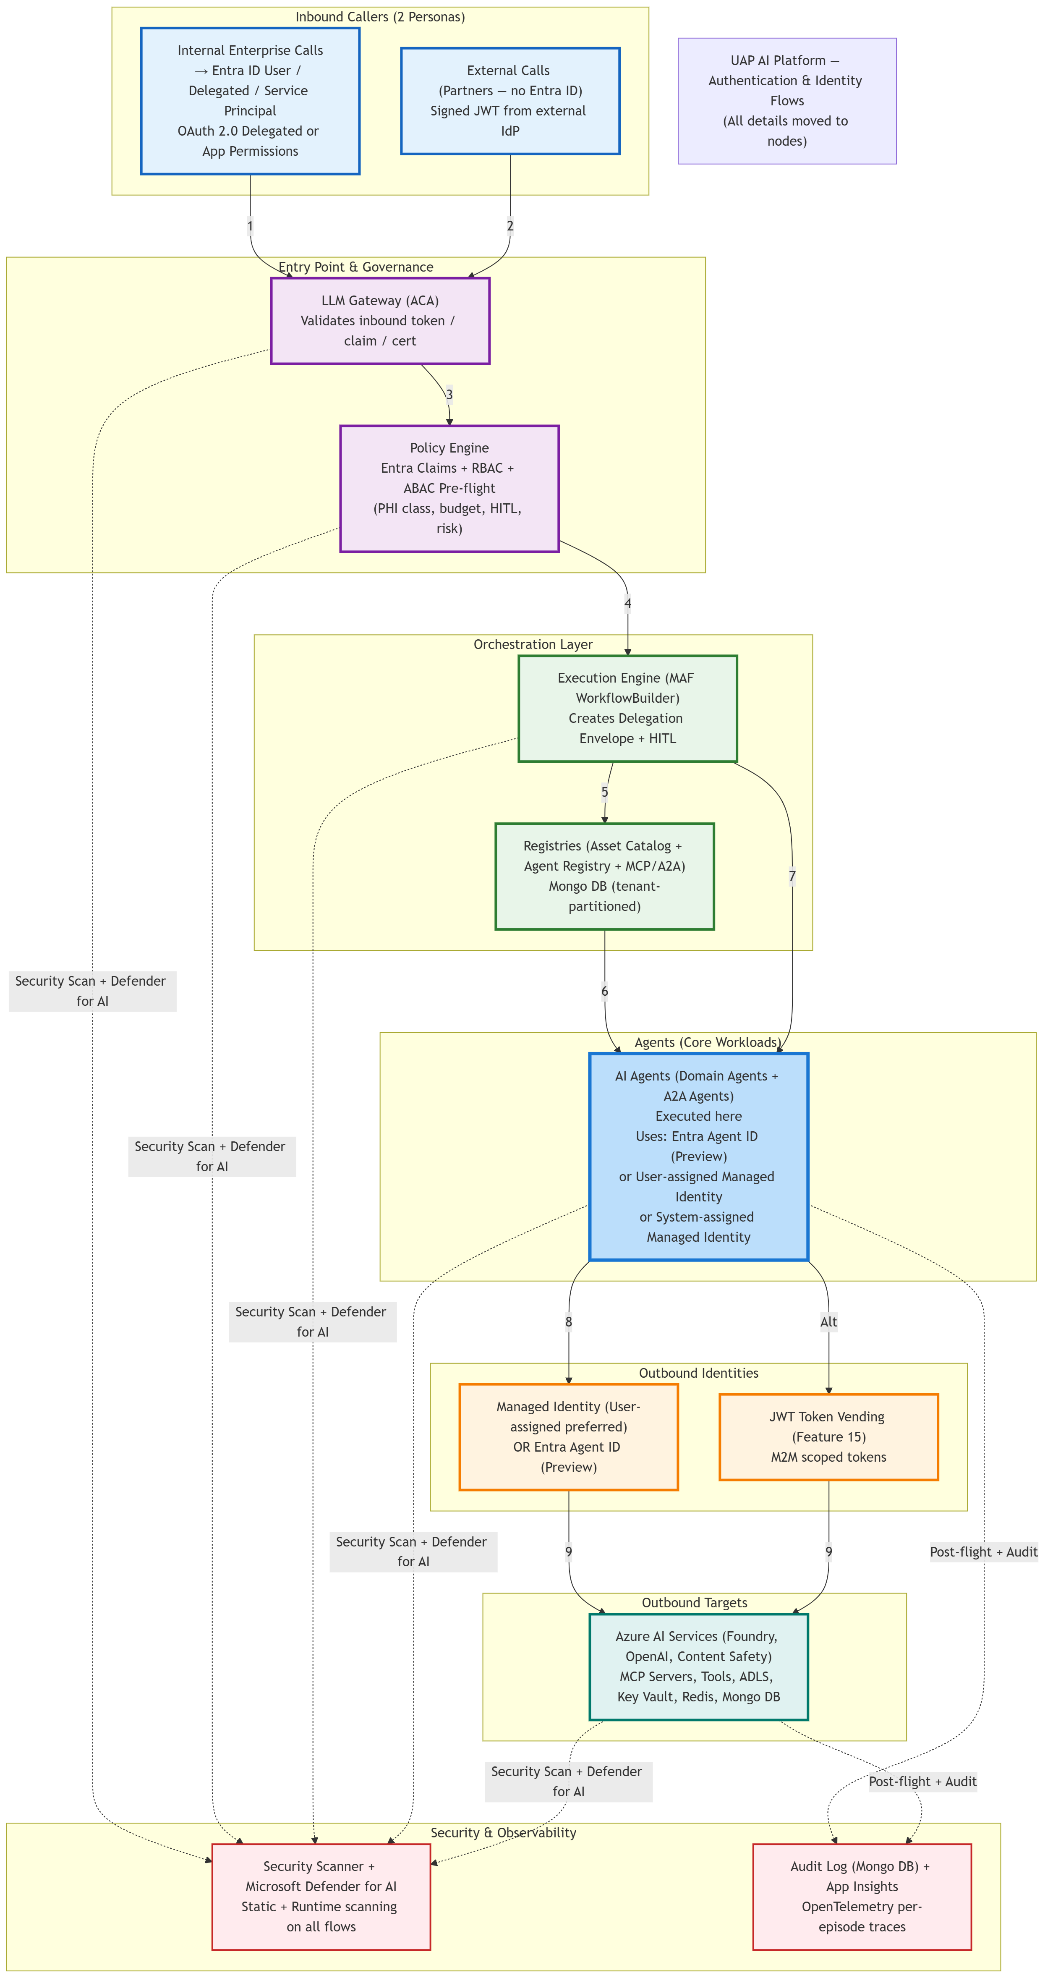 Inbound Callers (2 Personas)
Internal Enterprise Calls
→ Entra ID User /
Delegated / Service
Principal
OAuth 2.0 Delegated or
App Permissions
External Calls
(Partners — no Entra ID)
Signed JWT from external
IdP
UAP AI Platform —
Authentication & Identity
Flows
(All details moved to
nodes)
1
2
Entry Point & Governance
LLM Gateway (ACA)
Validates inbound token /
claim / cert
3
Policy Engine
Entra Claims + RBAC +
ABAC Pre-flight
(PHI class, budget, HITL,
risk)
4
Orchestration Layer
Execution Engine (MAF
WorkflowBuilder)
Creates Delegation
Envelope + HITL
5
Registries (Asset Catalog +
Agent Registry + MCP/A2A)
Mongo DB (tenant-
partitioned)
7
Security Scan + Defender
for AI
6
Agents (Core Workloads)
AI Agents (Domain Agents +
A2A Agents)
Executed here
Uses: Entra Agent ID
(Preview)
or User-assigned Managed
Identity
or System-assigned
Managed Identity
Security Scan + Defender
for AI
Security Scan + Defender
for AI
8
Alt
Outbound Identities
Managed Identity (User-
assigned preferred)
OR Entra Agent ID
(Preview)
JWT Token Vending
(Feature 15)
M2M scoped tokens
Security Scan + Defender
for AI
9
9
Post-flight + Audit
Outbound Targets
Azure AI Services (Foundry,
OpenAI, Content Safety)
MCP Servers, Tools, ADLS,
Key Vault, Redis, Mongo DB
Security Scan + Defender
for AI
Post-flight + Audit
Security & Observability
Security Scanner +
Microsoft Defender for AI
Static + Runtime scanning
on all flows
Audit Log (Mongo DB) +
App Insights
OpenTelemetry per-
episode traces